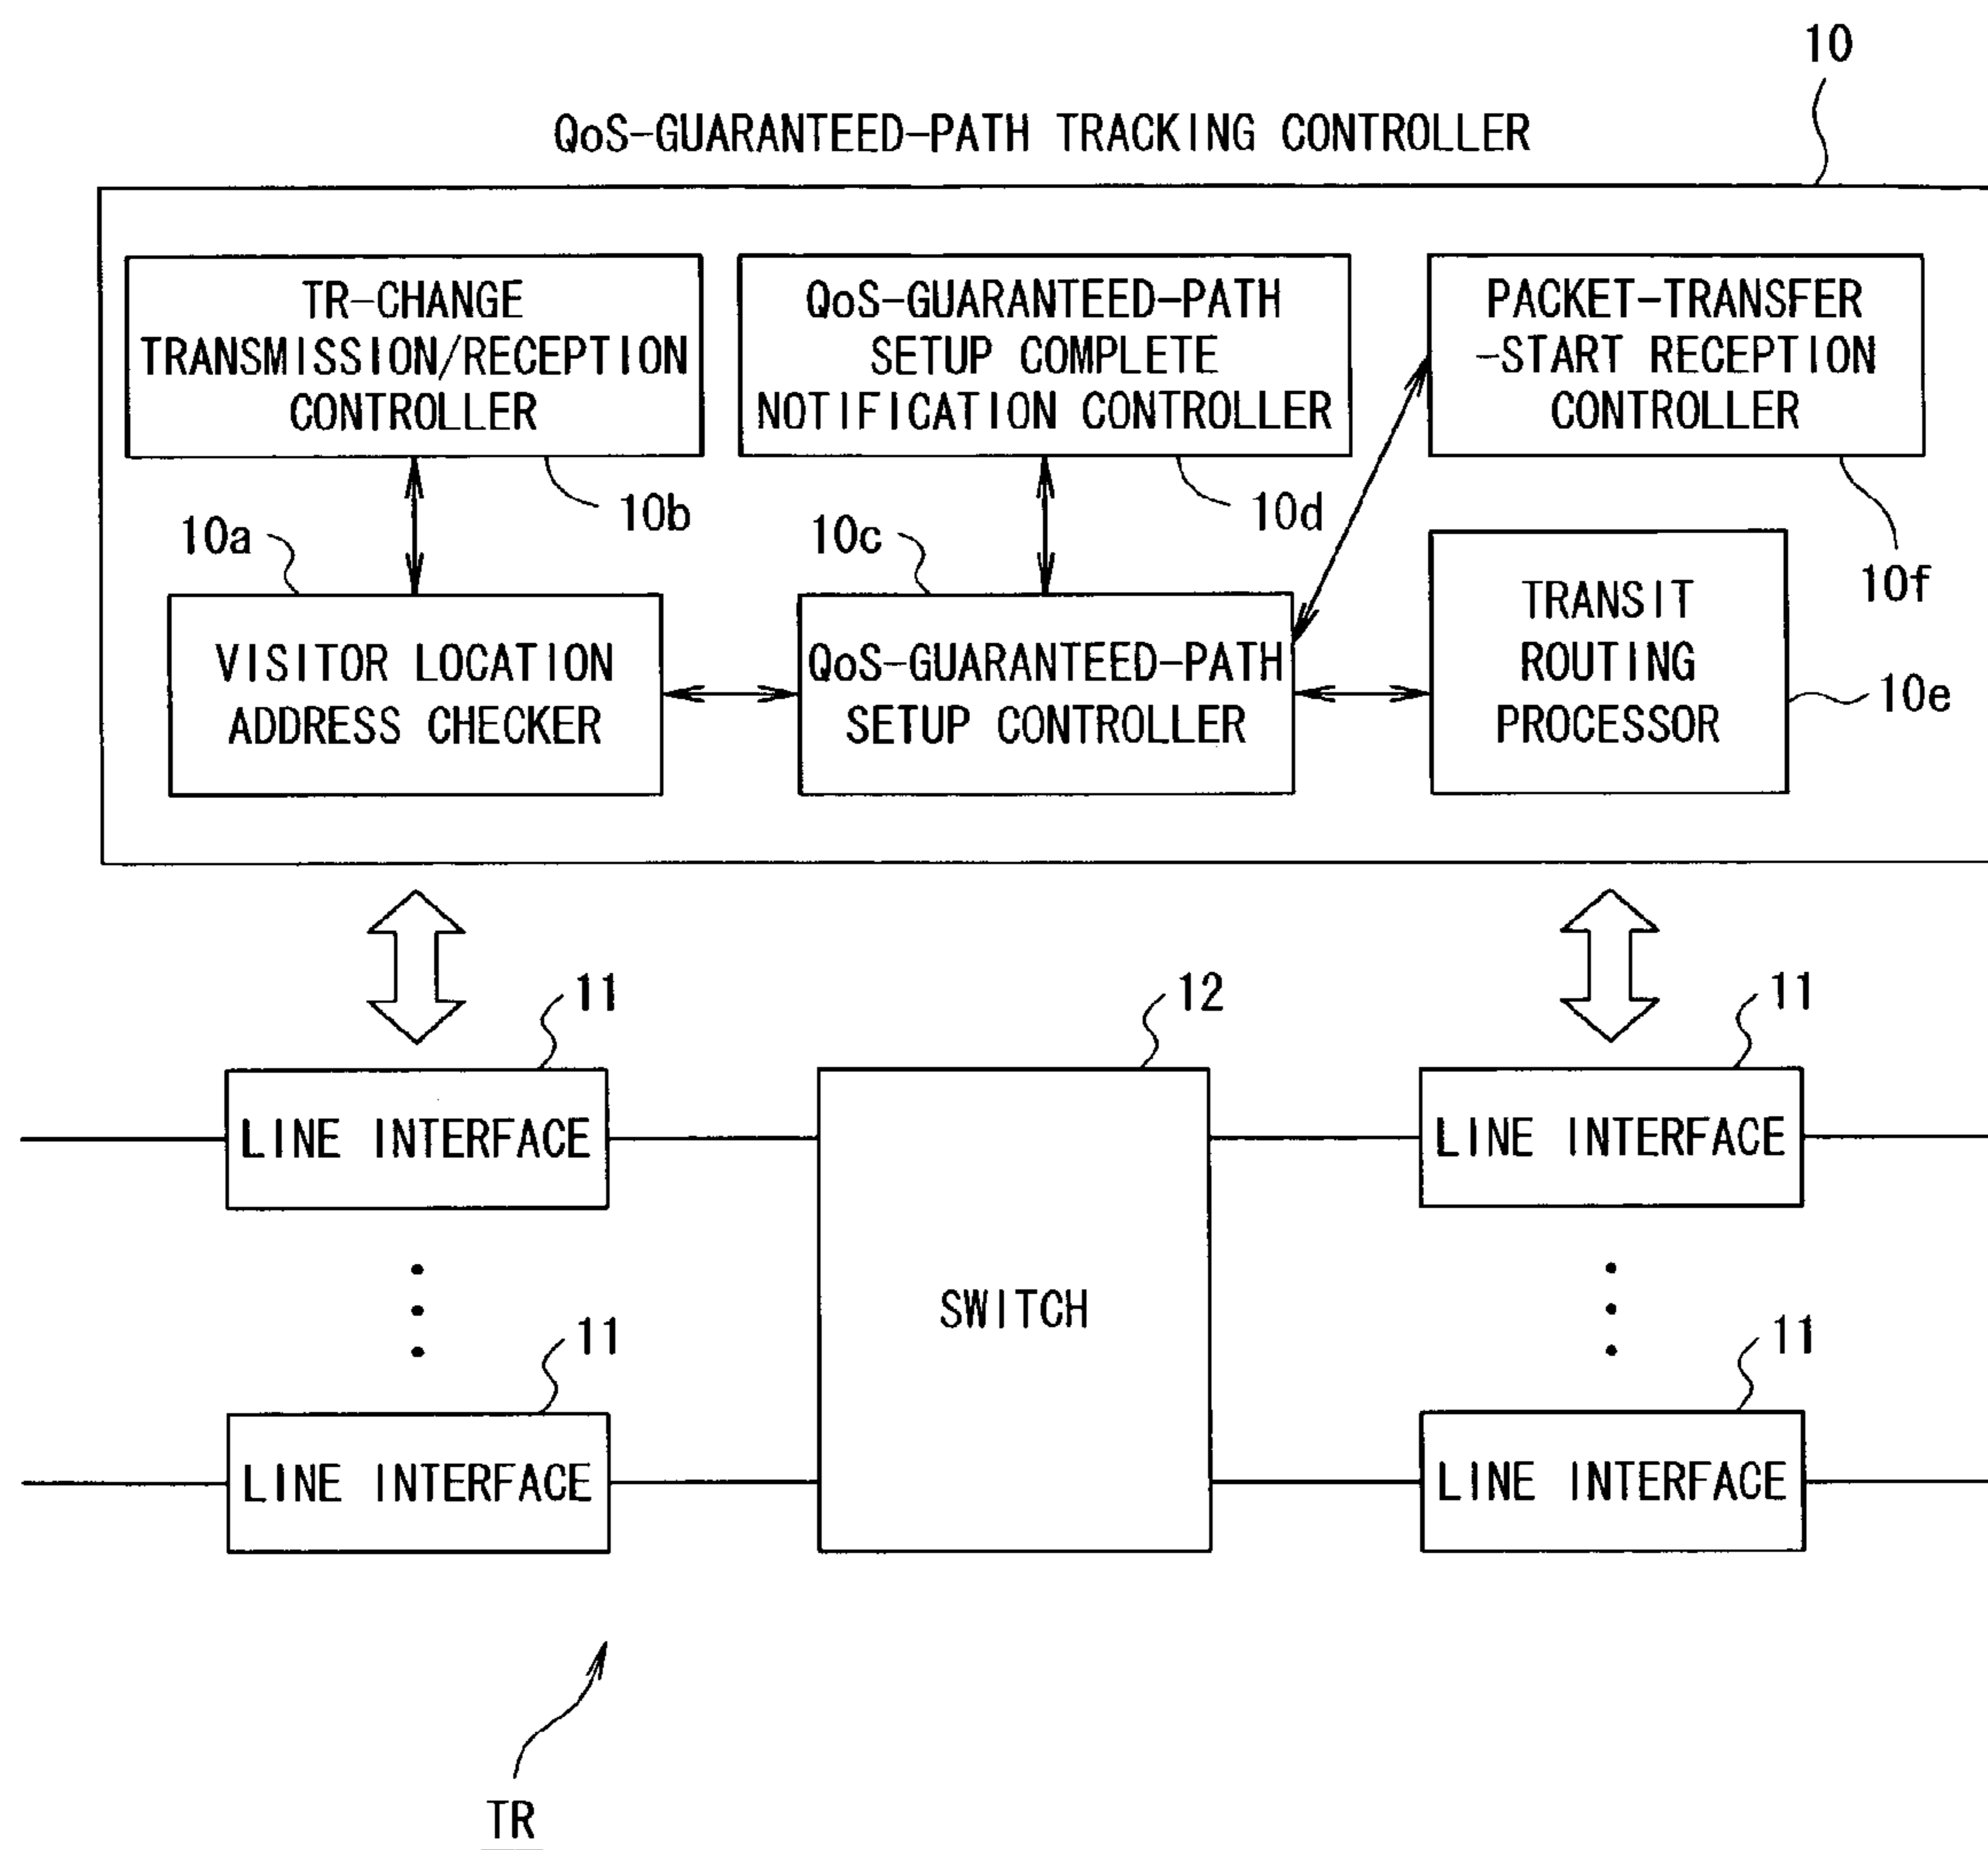 10
QoS-GUARANTEED-PATH TRACKING CONTROLLER
TR-CHANGE
TRANSMISSION/RECEPTION
CONTROLLER
QoS-GUARANTEED-PATH
SETUP COMPLETE
NOTIFICATION CONTROLLER
PACKET-TRANSFER
-START RECEPTION
CONTROLLER
10b
10d
10f
10a
10c
VISITOR LOCATION
ADDRESS CHECKER
QoS-GUARANTEED-PATH
SETUP CONTROLLER
TRANSIT
ROUTING
PROCESSOR
10e
11
12
11
LINE INTERFACE
LINE INTERFACE
SWITCH
11
11
LINE INTERFACE
LINE INTERFACE
TR